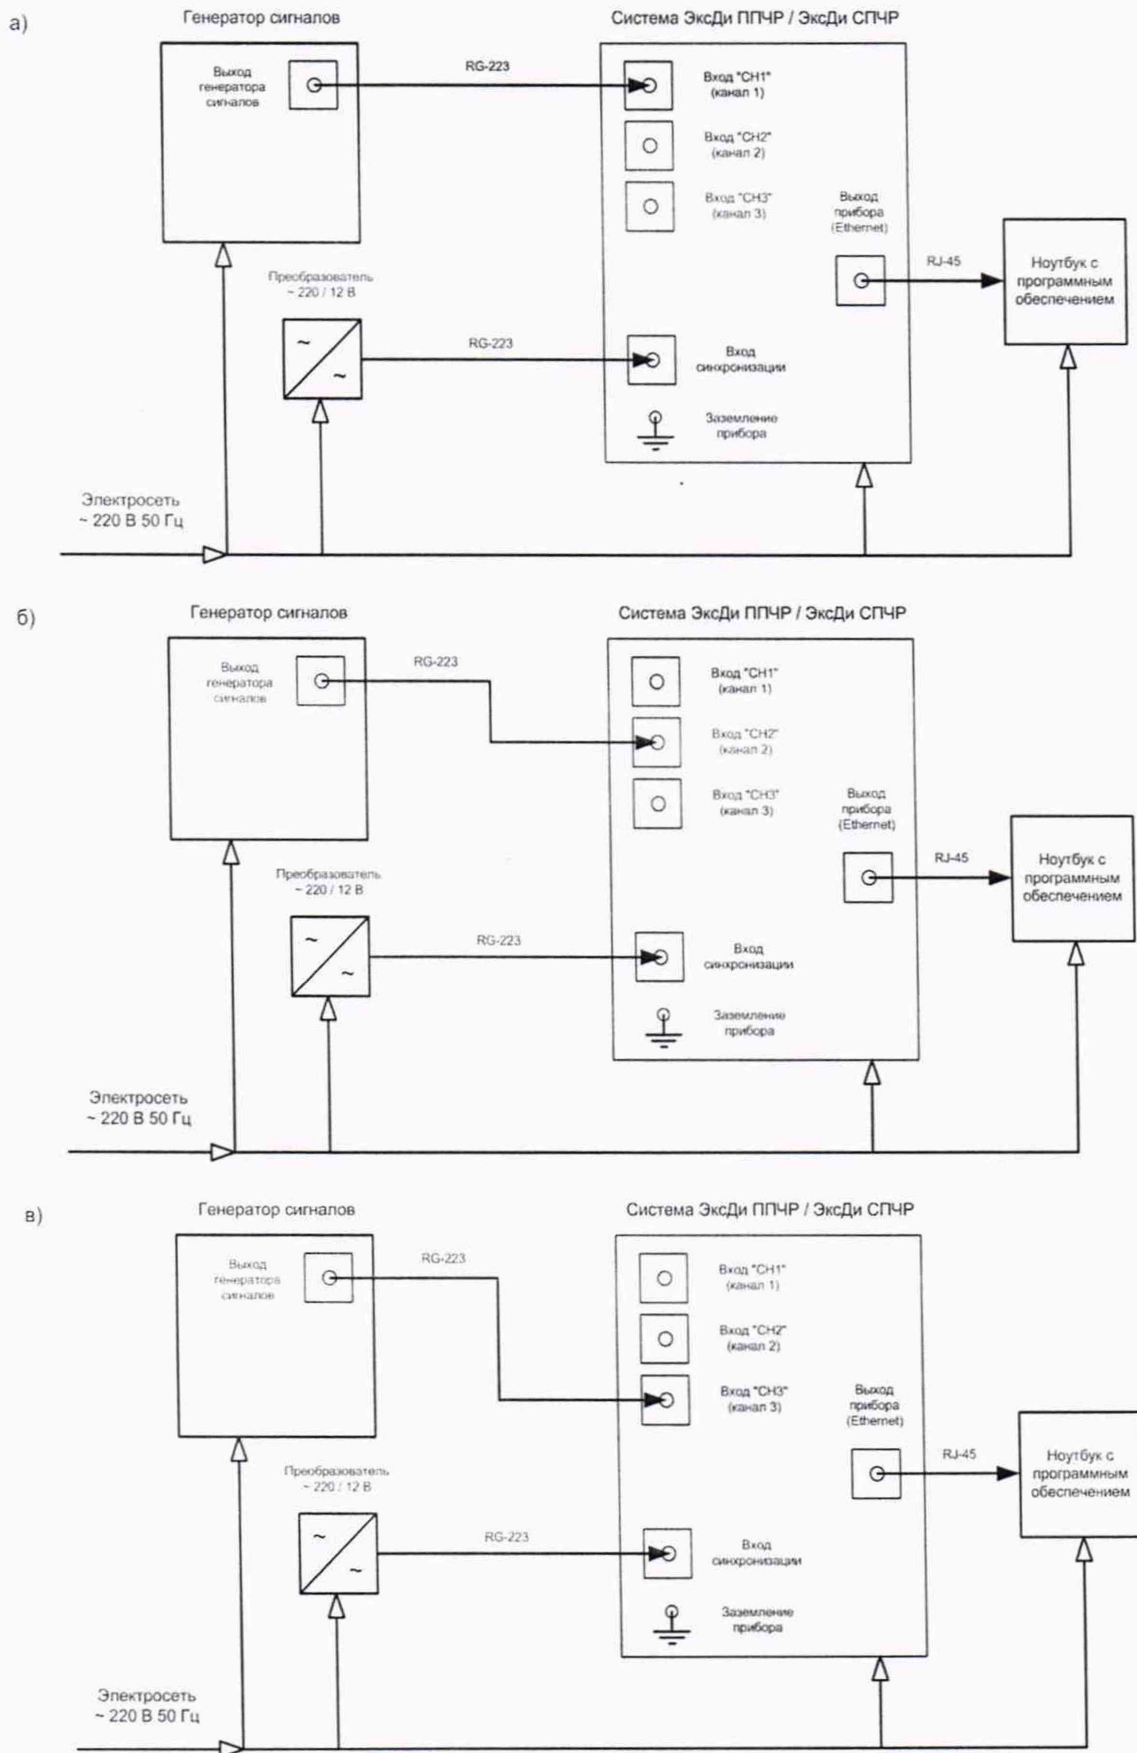 а)
Генератор сигналов
Система ЭксДи ППЧР / ЭксДи СПЧР
Выход
генератора
сигналов
RG-223
Вход "CH1"
(канал 1)
Вход "CH2"
(канал 2)
Вход "CH3"
(канал 3)
Выход
прибора
(Ethernet)
RJ-45
Ноутбук с
программным
обеспечением
Преобразователь
~ 220 / 12 В
~
~
RG-223
Вход
синхронизации
Заземление
прибора
Электросеть
~ 220 В 50 Гц
б)
Генератор сигналов
Система ЭксДи ППЧР / ЭксДи СПЧР
Выход
генератора
сигналов
RG-223
Вход "CH1"
(канал 1)
Вход "CH2"
(канал 2)
Вход "CH3"
(канал 3)
Выход
прибора
(Ethernet)
RJ-45
Ноутбук с
программным
обеспечением
Преобразователь
~ 220 / 12 В
~
~
RG-223
Вход
синхронизации
Заземление
прибора
Электросеть
~ 220 В 50 Гц
в)
Генератор сигналов
Система ЭксДи ППЧР / ЭксДи СПЧР
Выход
генератора
сигналов
RG-223
Вход "CH1"
(канал 1)
Вход "CH2"
(канал 2)
Вход "CH3"
(канал 3)
Выход
прибора
(Ethernet)
RJ-45
Ноутбук с
программным
обеспечением
Преобразователь
~ 220 / 12 В
~
~
RG-223
Вход
синхронизации
Заземление
прибора
Электросеть
~ 220 В 50 Гц